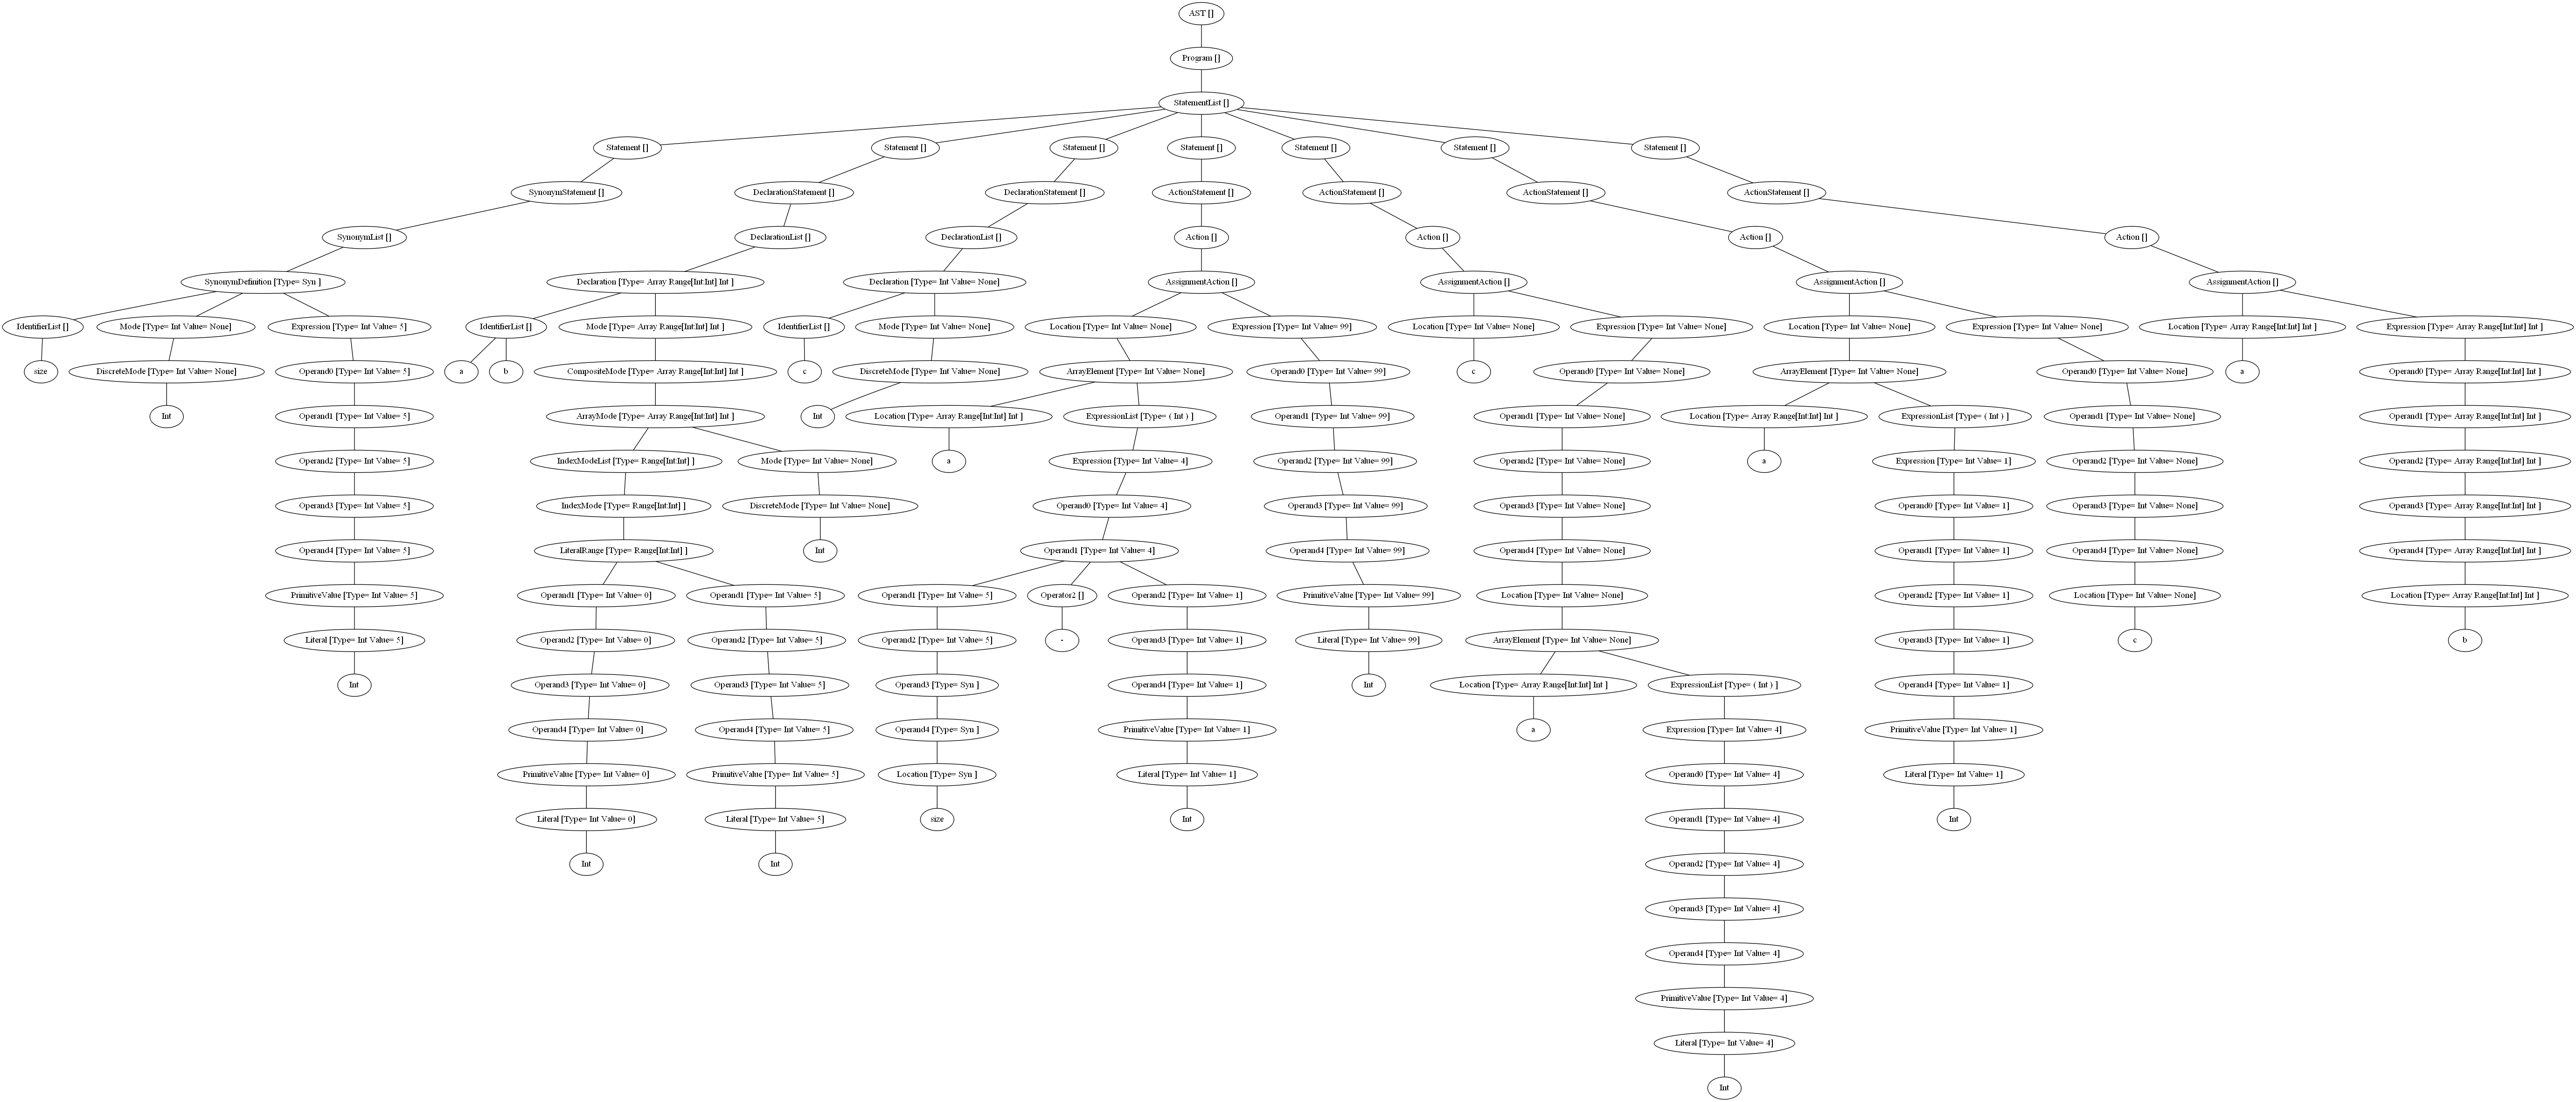 AST []
Program []
StatementList []
Statement [] Statement [] Statement [] Statement [] Statement [] Statement [] Statement []
SynonymStatement [] DeclarationStatement [] DeclarationStatement [] ActionStatement [] ActionStatement [] ActionStatement [] ActionStatement []
SynonymList [] DeclarationList [] DeclarationList [] Action [] Action [] Action [] Action []
SynonymDefinition [Type= Syn ] Declaration [Type= Array Range[Int:Int] Int ] Declaration [Type= Int Value= None] AssignmentAction [] AssignmentAction [] AssignmentAction [] AssignmentAction []
IdentifierList [] Mode [Type= Int Value= None] Expression [Type= Int Value= 5] IdentifierList [] Mode [Type= Array Range[Int:Int] Int ] IdentifierList [] Mode [Type= Int Value= None] Location [Type= Int Value= None] Expression [Type= Int Value= 99] Location [Type= Int Value= None] Expression [Type= Int Value= None] Location [Type= Int Value= None] Expression [Type= Int Value= None] Location [Type= Array Range[Int:Int] Int ] Expression [Type= Array Range[Int:Int] Int ]
size DiscreteMode [Type= Int Value= None] Operand0 [Type= Int Value= 5] a b CompositeMode [Type= Array Range[Int:Int] Int ] c DiscreteMode [Type= Int Value= None] ArrayElement [Type= Int Value= None] Operand0 [Type= Int Value= 99] c Operand0 [Type= Int Value= None] ArrayElement [Type= Int Value= None] Operand0 [Type= Int Value= None] a Operand0 [Type= Array Range[Int:Int] Int ]
Int Operand1 [Type= Int Value= 5] ArrayMode [Type= Array Range[Int:Int] Int ] Int Location [Type= Array Range[Int:Int] Int ] ExpressionList [Type= ( Int ) ] Operand1 [Type= Int Value= 99] Operand1 [Type= Int Value= None] Location [Type= Array Range[Int:Int] Int ] ExpressionList [Type= ( Int ) ] Operand1 [Type= Int Value= None] Operand1 [Type= Array Range[Int:Int] Int ]
Operand2 [Type= Int Value= 5] IndexModeList [Type= Range[Int:Int] ] Mode [Type= Int Value= None] a Expression [Type= Int Value= 4] Operand2 [Type= Int Value= 99] Operand2 [Type= Int Value= None] a Expression [Type= Int Value= 1] Operand2 [Type= Int Value= None] Operand2 [Type= Array Range[Int:Int] Int ]
Operand3 [Type= Int Value= 5] IndexMode [Type= Range[Int:Int] ] DiscreteMode [Type= Int Value= None] Operand0 [Type= Int Value= 4] Operand3 [Type= Int Value= 99] Operand3 [Type= Int Value= None] Operand0 [Type= Int Value= 1] Operand3 [Type= Int Value= None] Operand3 [Type= Array Range[Int:Int] Int ]
Operand4 [Type= Int Value= 5] LiteralRange [Type= Range[Int:Int] ] Int Operand1 [Type= Int Value= 4] Operand4 [Type= Int Value= 99] Operand4 [Type= Int Value= None] Operand1 [Type= Int Value= 1] Operand4 [Type= Int Value= None] Operand4 [Type= Array Range[Int:Int] Int ]
PrimitiveValue [Type= Int Value= 5] Operand1 [Type= Int Value= 0] Operand1 [Type= Int Value= 5] Operand1 [Type= Int Value= 5] Operator2 [] Operand2 [Type= Int Value= 1] PrimitiveValue [Type= Int Value= 99] Location [Type= Int Value= None] Operand2 [Type= Int Value= 1] Location [Type= Int Value= None] Location [Type= Array Range[Int:Int] Int ]
Literal [Type= Int Value= 5] Operand2 [Type= Int Value= 0] Operand2 [Type= Int Value= 5] Operand2 [Type= Int Value= 5] - Operand3 [Type= Int Value= 1] Literal [Type= Int Value= 99] ArrayElement [Type= Int Value= None] Operand3 [Type= Int Value= 1] c b
Int Operand3 [Type= Int Value= 0] Operand3 [Type= Int Value= 5] Operand3 [Type= Syn ] Operand4 [Type= Int Value= 1] Int Location [Type= Array Range[Int:Int] Int ] ExpressionList [Type= ( Int ) ] Operand4 [Type= Int Value= 1]
Operand4 [Type= Int Value= 0] Operand4 [Type= Int Value= 5] Operand4 [Type= Syn ] PrimitiveValue [Type= Int Value= 1] a Expression [Type= Int Value= 4] PrimitiveValue [Type= Int Value= 1]
PrimitiveValue [Type= Int Value= 0] PrimitiveValue [Type= Int Value= 5] Location [Type= Syn ] Literal [Type= Int Value= 1] Operand0 [Type= Int Value= 4] Literal [Type= Int Value= 1]
Literal [Type= Int Value= 0] Literal [Type= Int Value= 5] size Int Operand1 [Type= Int Value= 4] Int
Int Int Operand2 [Type= Int Value= 4]
Operand3 [Type= Int Value= 4]
Operand4 [Type= Int Value= 4]
PrimitiveValue [Type= Int Value= 4]
Literal [Type= Int Value= 4]
Int